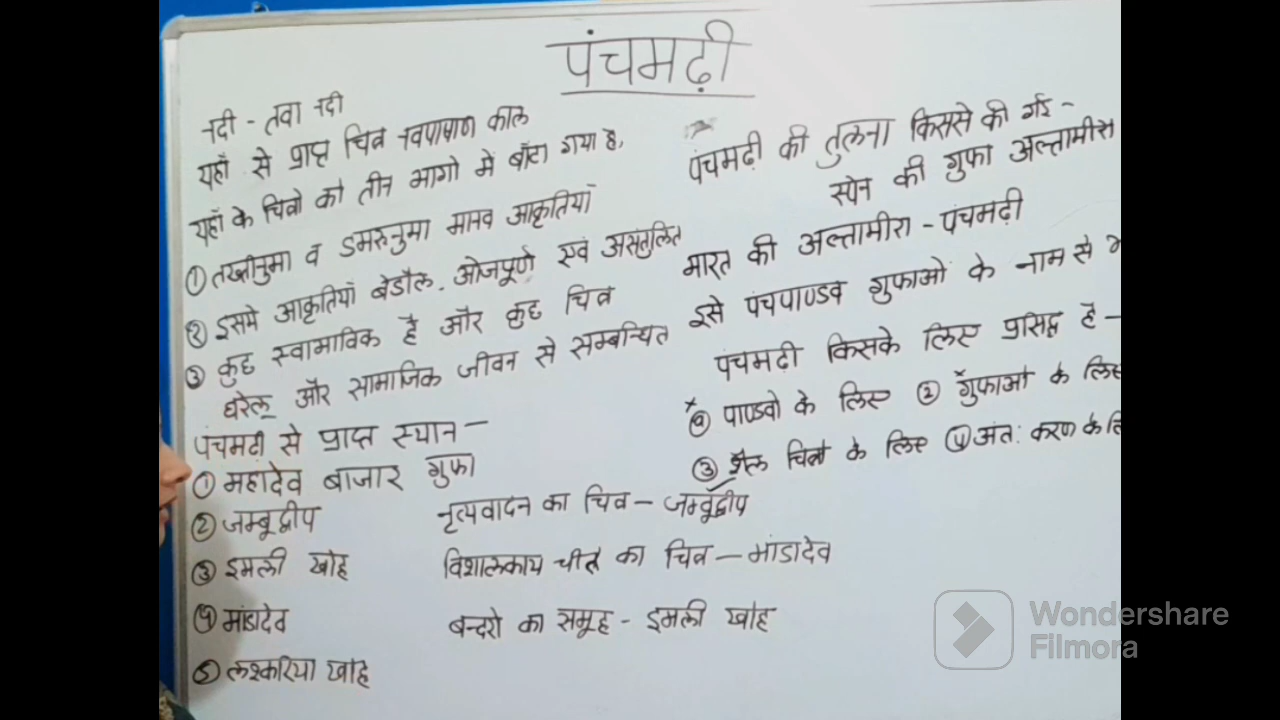 पंचमढ़ी
नदी - तवा नदी
यहाँ से प्राप्त चित्र नवपाषाण काल
यहाँ के चित्रो को तीन भागो में बाँटा गया है,
① तख्तीनुमा व डमरुनुमा मानव आकृतियाँ
② इसमे आकृतियाँ बेडौल, ओजपूर्ण एवं असंतुलित
③ कुछ स्वाभाविक है और कुछ चित्र
घरेलू और सामाजिक जीवन से सम्बन्धित
पंचमढी से प्राप्त स्थान –
① महादेव बाजार गुफा
② जम्बूद्वीप
③ इमली खोह
④ मांडादेव
⑤ लश्करिया खोह
नृत्यवादन का चित्र – जम्बूद्वीप
विशालकाय चीते का चित्र – मांडादेव
बन्दरो का समूह - इमली खोह
पंचमढ़ी की तुलना किससे की गई -
स्पेन की गुफा अल्तामीरा
भारत की अल्तामीरा - पंचमढ़ी
इसे पंचपाण्डव गुफाओं के नाम से
पंचमढ़ी किसके लिए प्रसिद्ध है –
पाण्डवो के लिए ② गुफाओं के लिए
③ शैल चित्रो के लिए ④ अंतः करण के
Wondershare
Filmora